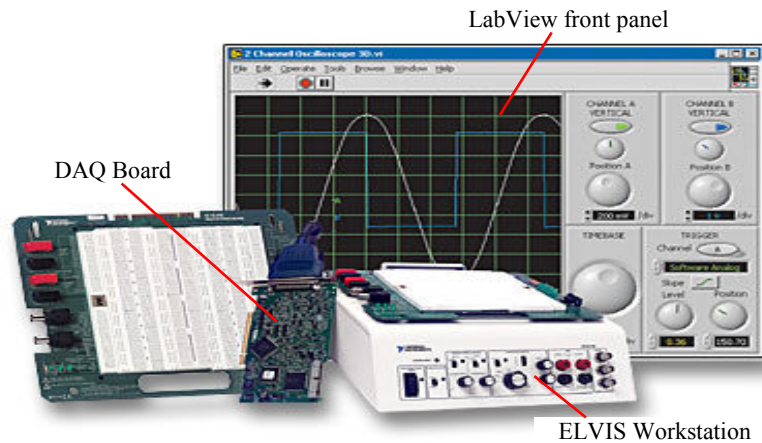 LabView front panel
2 Channel Oscilloscope 3D.vi
File Edit Operate Tools Browse Window Help
CHANNEL A
VERTICAL
CHANNEL B
VERTICAL
DAQ Board
Position A
Position B
200 mV /div
1 V /div
TIMEBASE
TRIGGER
Channel A
Software Analog
Slope
Level Position
0.36 150.70
ELVIS Workstation